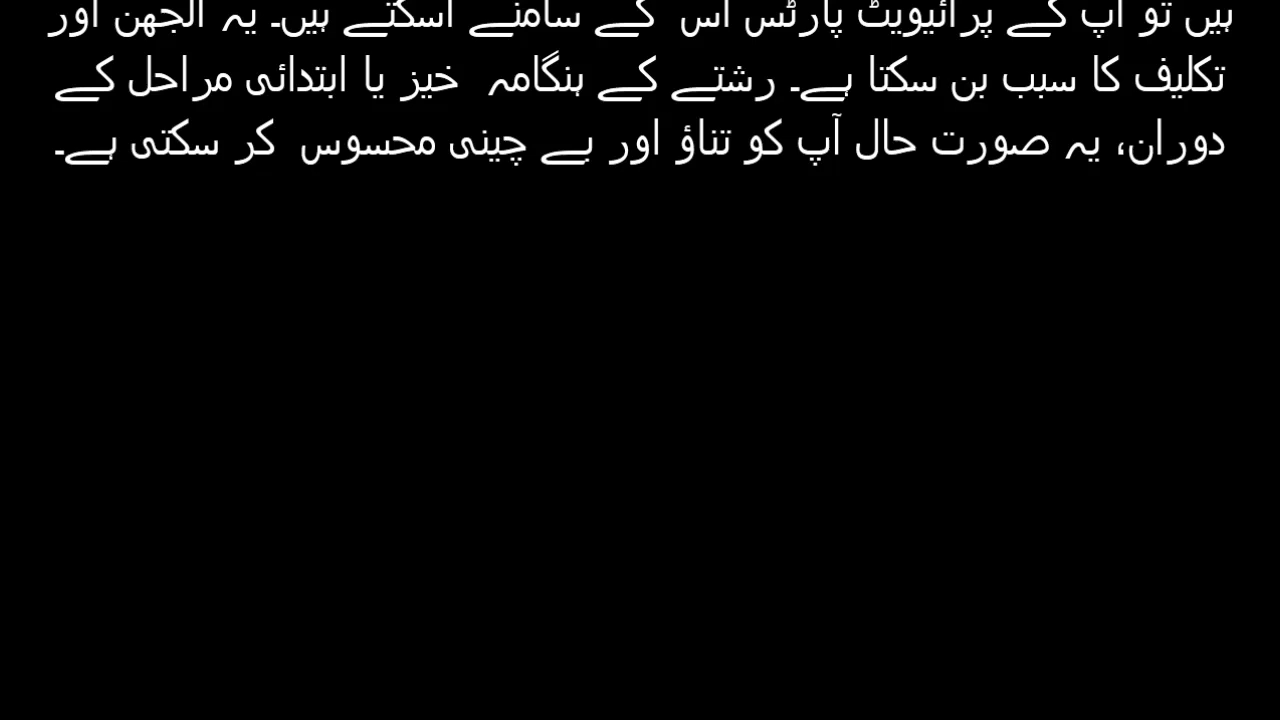 ہیں تو آپ کے پرائیویٹ پارٹس اس کے سامنے آسکتے ہیں۔ یہ الجھن اور
تکلیف کا سبب بن سکتا ہے۔ رشتے کے ہنگامہ خیز یا ابتدائی مراحل کے
دوران، یہ صورت حال آپ کو تناؤ اور بے چینی محسوس کر سکتی ہے۔